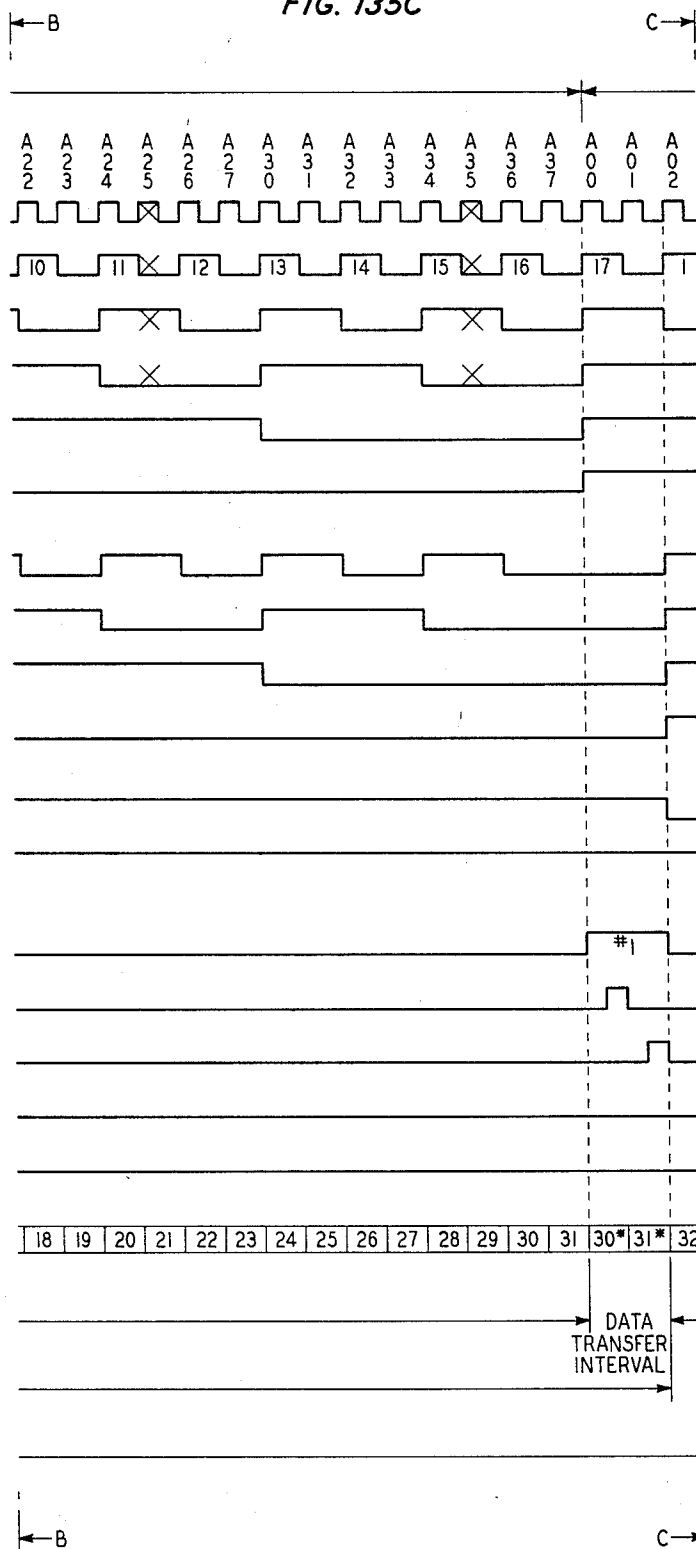 FIG. 135C
B C
A22 A23 A24 A25 A26 A27 A30 A31 A32 A33 A34 A35 A36 A37 A00 A01 A02
10 11 12 13 14 15 16 17 1
#1
18 19 20 21 22 23 24 25 26 27 28 29 30 31 30* 31* 32
DATA
TRANSFER
INTERVAL
B C